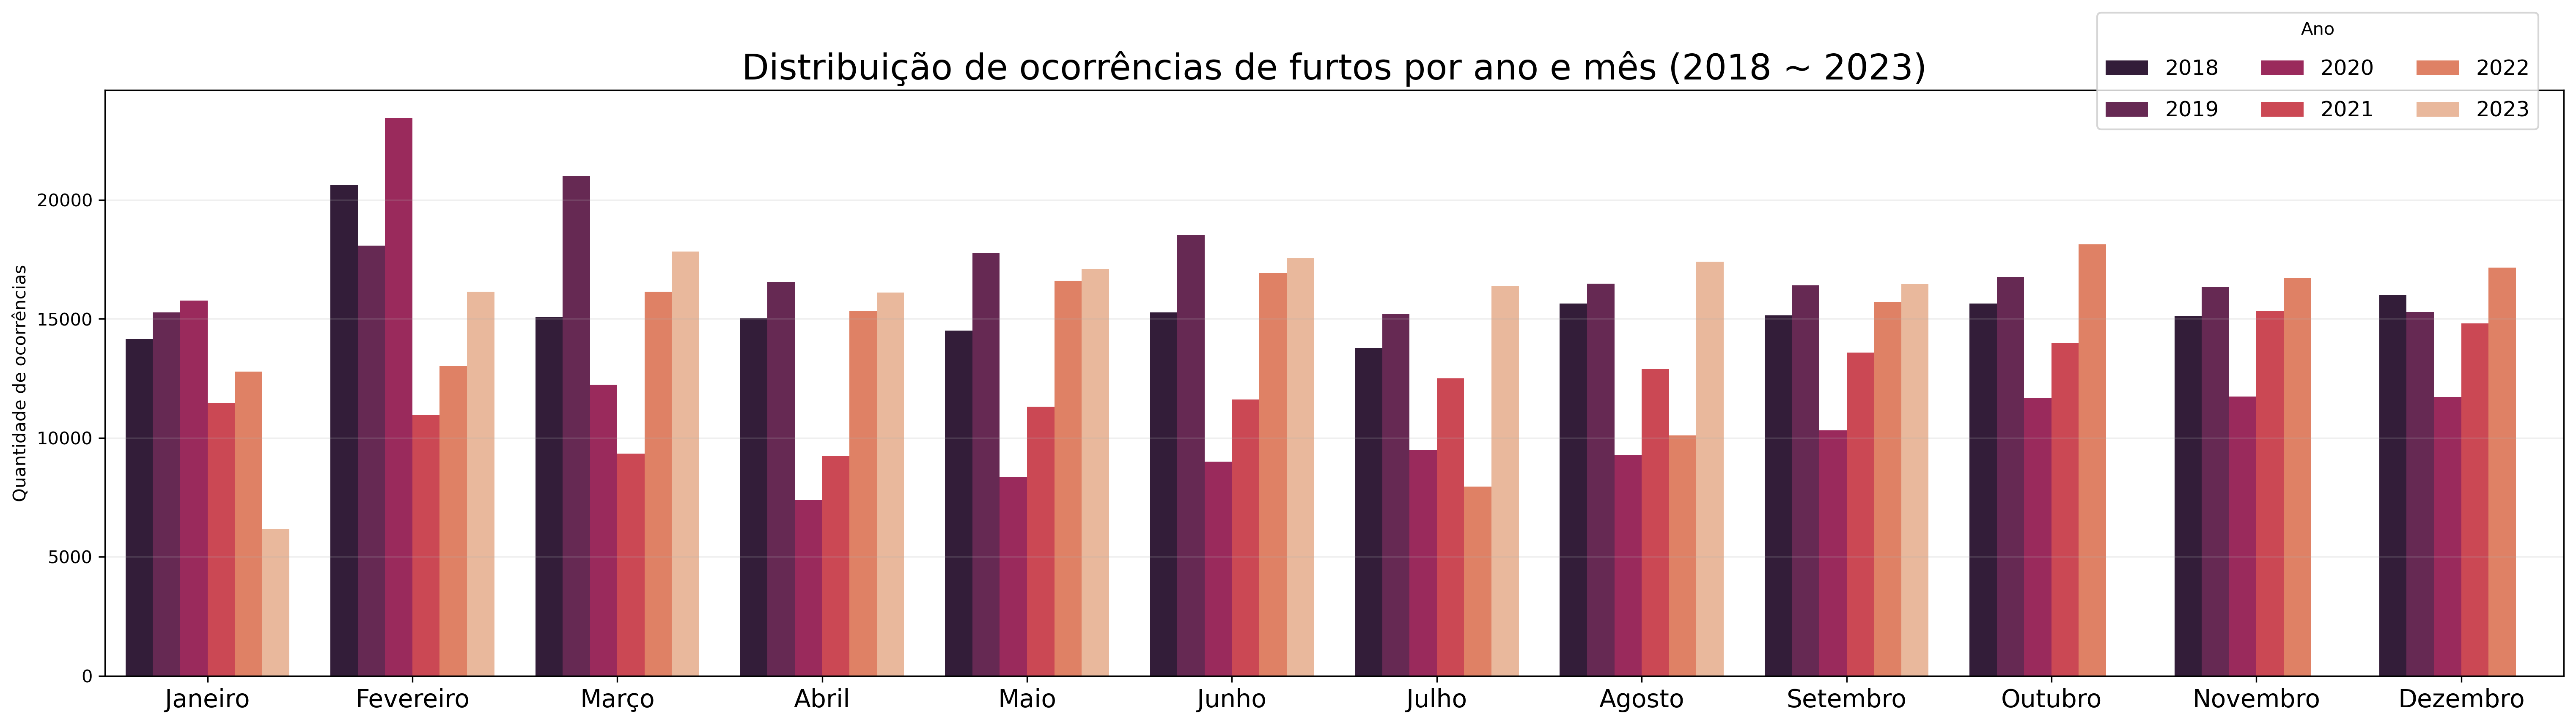 Ano
2018 2020 2022
2019 2021 2023
Distribuição de ocorrências de furtos por ano e mês (2018 ~ 2023)
Quantidade de ocorrências
20000
15000
10000
5000
0
Janeiro Fevereiro Março Abril Maio Junho Julho Agosto Setembro Outubro Novembro Dezembro